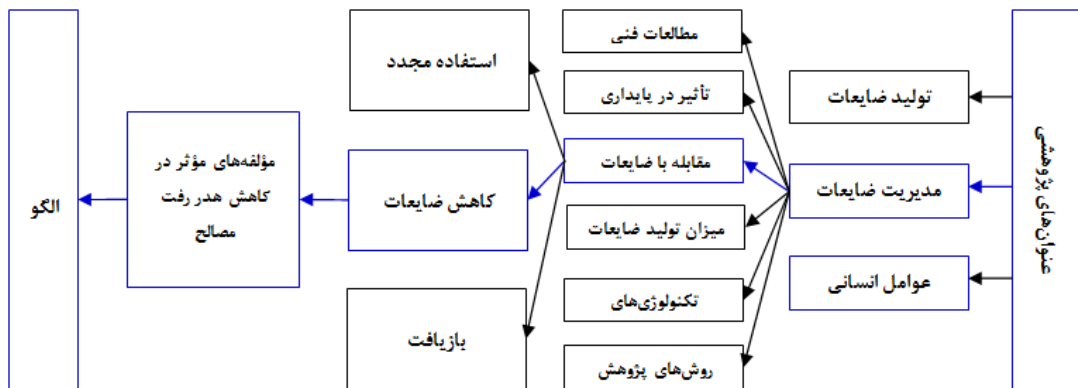 عنوان‌های پژوهشی
تولید ضایعات
مدیریت ضایعات
عوامل انسانی
مطالعات فنی
تأثیر در پایداری
مقابله با ضایعات
میزان تولید ضایعات
تکنولوژی‌های
روش‌های پژوهش
استفاده مجدد
کاهش ضایعات
بازیافت
مؤلفه‌های مؤثر در
کاهش هدر رفت
مصالح
الگو